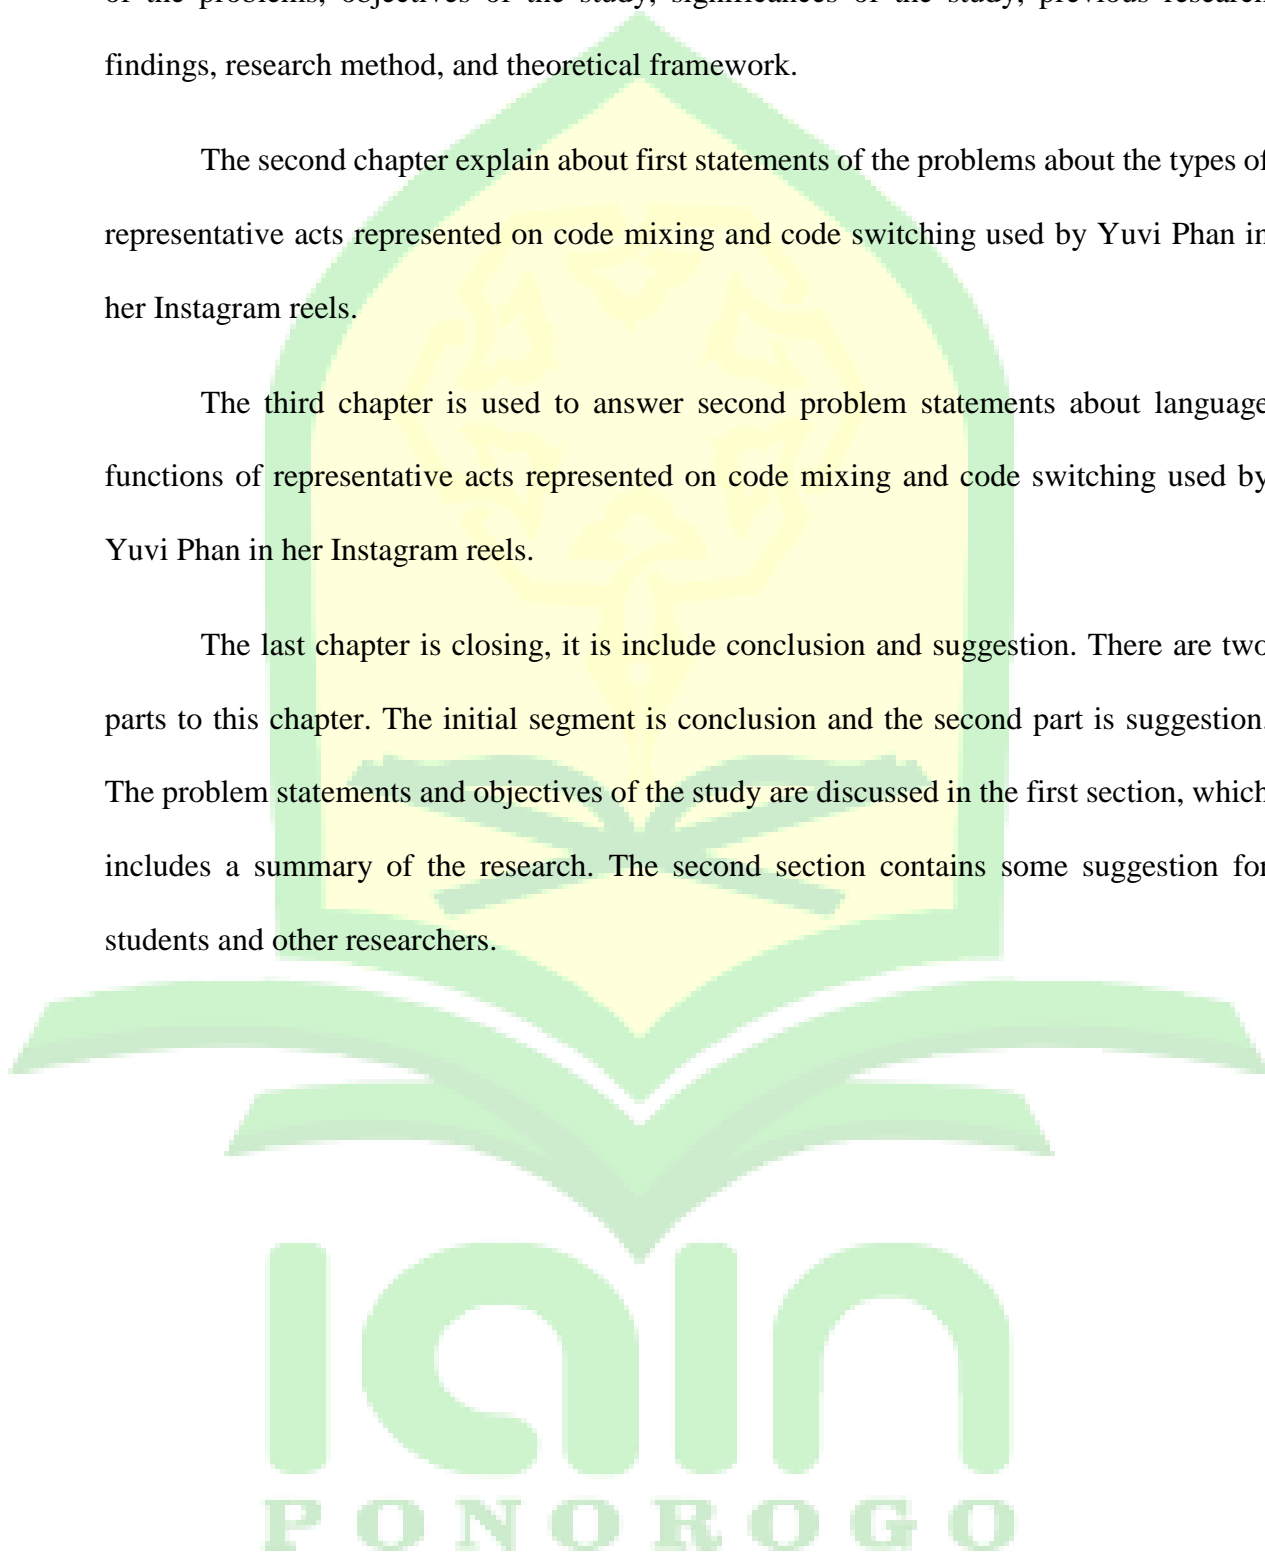 of the problems, objectives of the study, significances of the study, previous research
findings, research method, and theoretical framework.
The second chapter explain about first statements of the problems about the types of
representative acts represented on code mixing and code switching used by Yuvi Phan in
her Instagram reels.
The third chapter is used to answer second problem statements about language
functions of representative acts represented on code mixing and code switching used by
Yuvi Phan in her Instagram reels.
The last chapter is closing, it is include conclusion and suggestion. There are two
parts to this chapter. The initial segment is conclusion and the second part is suggestion.
The problem statements and objectives of the study are discussed in the first section, which
includes a summary of the research. The second section contains some suggestion for
students and other researchers.
iain
PONOROGO